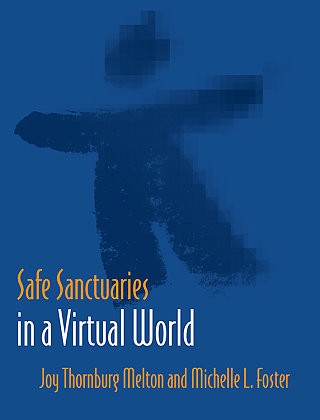 Safe Sanctuaries
in a Virtual World
Joy Thornburg Melton and Michelle L. Foster